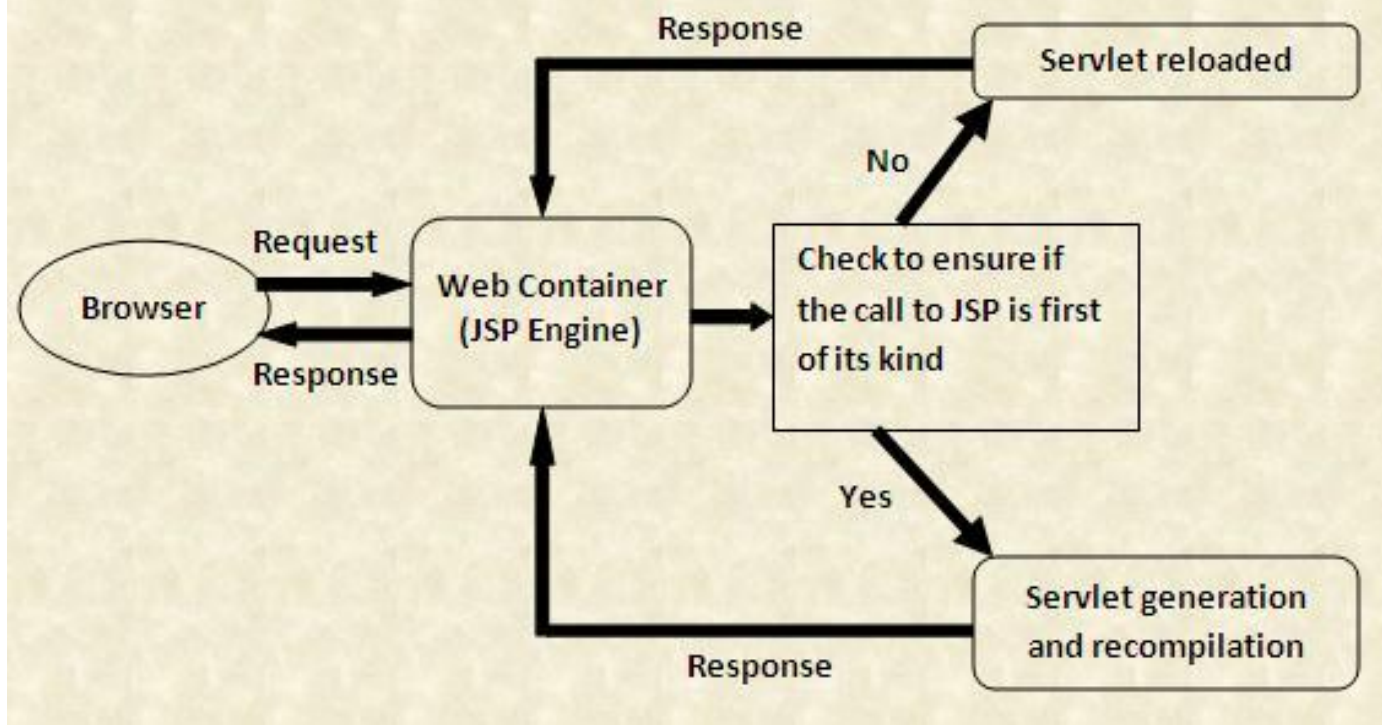 Response
Servlet reloaded
No
Request
Browser
Web Container
(JSP Engine)
Check to ensure if
the call to JSP is first
of its kind
Response
Yes
Servlet generation
and recompilation
Response